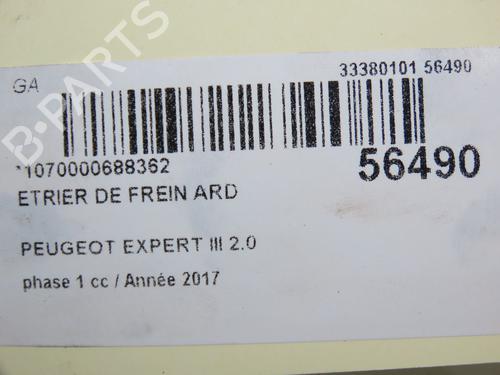 GA
33380101 56490
*1070000688362
56490
ETRIER DE FREIN ARD
PEUGEOT EXPERT III 2.0
phase 1 cc / Année 2017
B-PARTS